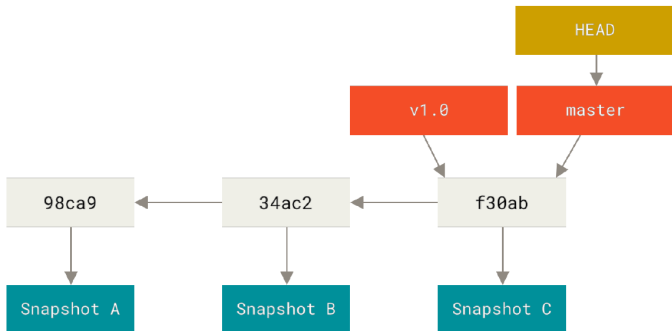 HEAD
v1.0
master
98ca9
34ac2
f30ab
Snapshot A
Snapshot B
Snapshot C